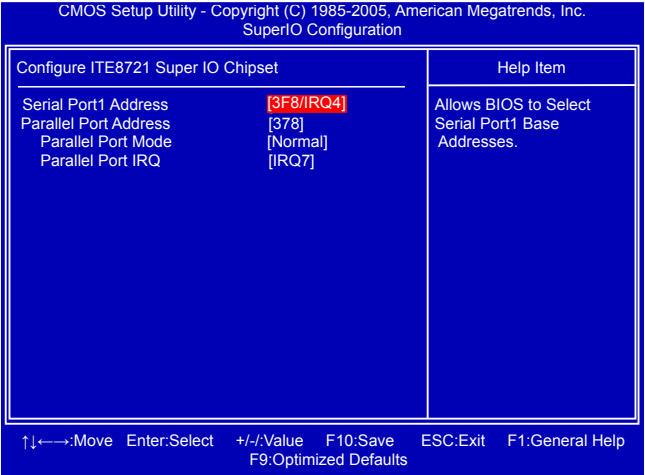 CMOS Setup Utility - Copyright (C) 1985-2005, American Megatrends, Inc.
SuperIO Configuration
Configure ITE8721 Super IO Chipset
Serial Port1 Address [3F8/IRQ4]
Parallel Port Address [378]
Parallel Port Mode [Normal]
Parallel Port IRQ [IRQ7]
Help Item
Allows BIOS to Select
Serial Port1 Base
Addresses.
↑↓←→:Move Enter:Select +/-/:Value F10:Save ESC:Exit F1:General Help
F9:Optimized Defaults